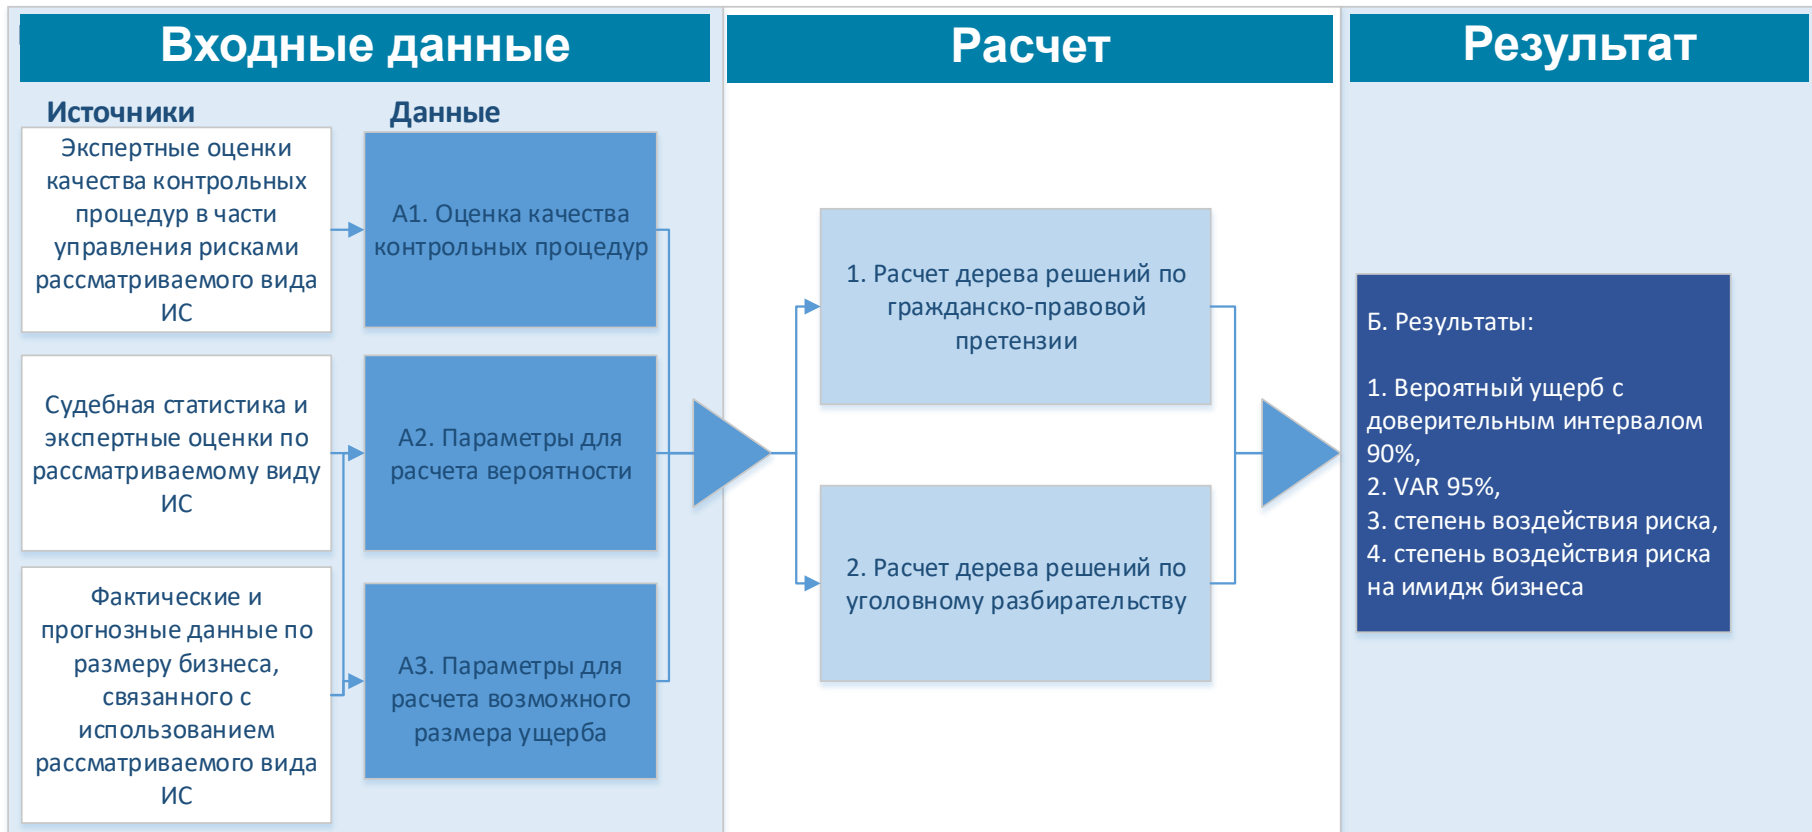 Входные данные
Расчет
Результат
Источники
Данные
Экспертные оценки
качества контрольных
процедур в части
управления рисками
рассматриваемого вида
ИС
А1. Оценка качества
контрольных процедур
Судебная статистика и
экспертные оценки по
рассматриваемому виду
ИС
А2. Параметры для
расчета вероятности
Фактические и
прогнозные данные по
размеру бизнеса,
связанного с
использованием
рассматриваемого вида
ИС
А3. Параметры для
расчета возможного
размера ущерба
1. Расчет дерева решений по
гражданско-правовой
претензии
2. Расчет дерева решений по
уголовному разбирательству
Б. Результаты:
1. Вероятный ущерб с
доверительным интервалом
90%,
2. VAR 95%,
3. степень воздействия риска,
4. степень воздействия риска
на имидж бизнеса